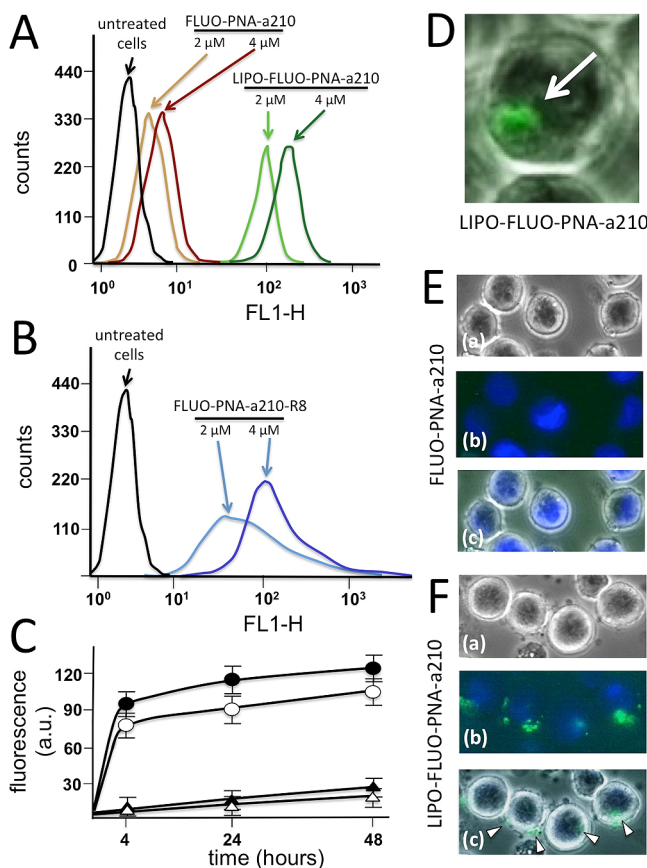 A
untreated
cells
FLUO-PNA-a210
2 µM
4 µM
LIPO-FLUO-PNA-a210
2 µM
4 µM
440
330
220
110
0
counts
10⁰
10¹
10²
10³
FL1-H
B
untreated
cells
FLUO-PNA-a210-R8
2 µM
4 µM
440
330
220
110
counts
10⁰
10¹
10²
10³
FL1-H
C
120
90
60
30
fluorescence
(a.u.)
4
24
48
time (hours)
D
LIPO-FLUO-PNA-a210
E
FLUO-PNA-a210
(a)
(b)
(c)
F
LIPO-FLUO-PNA-a210
(a)
(b)
(c)